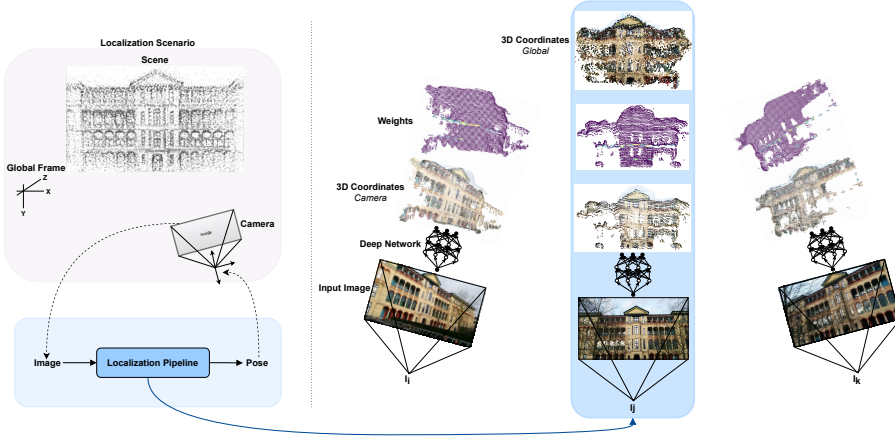 Localization Scenario
Scene
Global Frame
Z
X
Y
Camera
Image
Image
Localization Pipeline
Pose
3D Coordinates
Global
Weights
3D Coordinates
Camera
Deep Network
Input Image
Ii
Ij
Ik